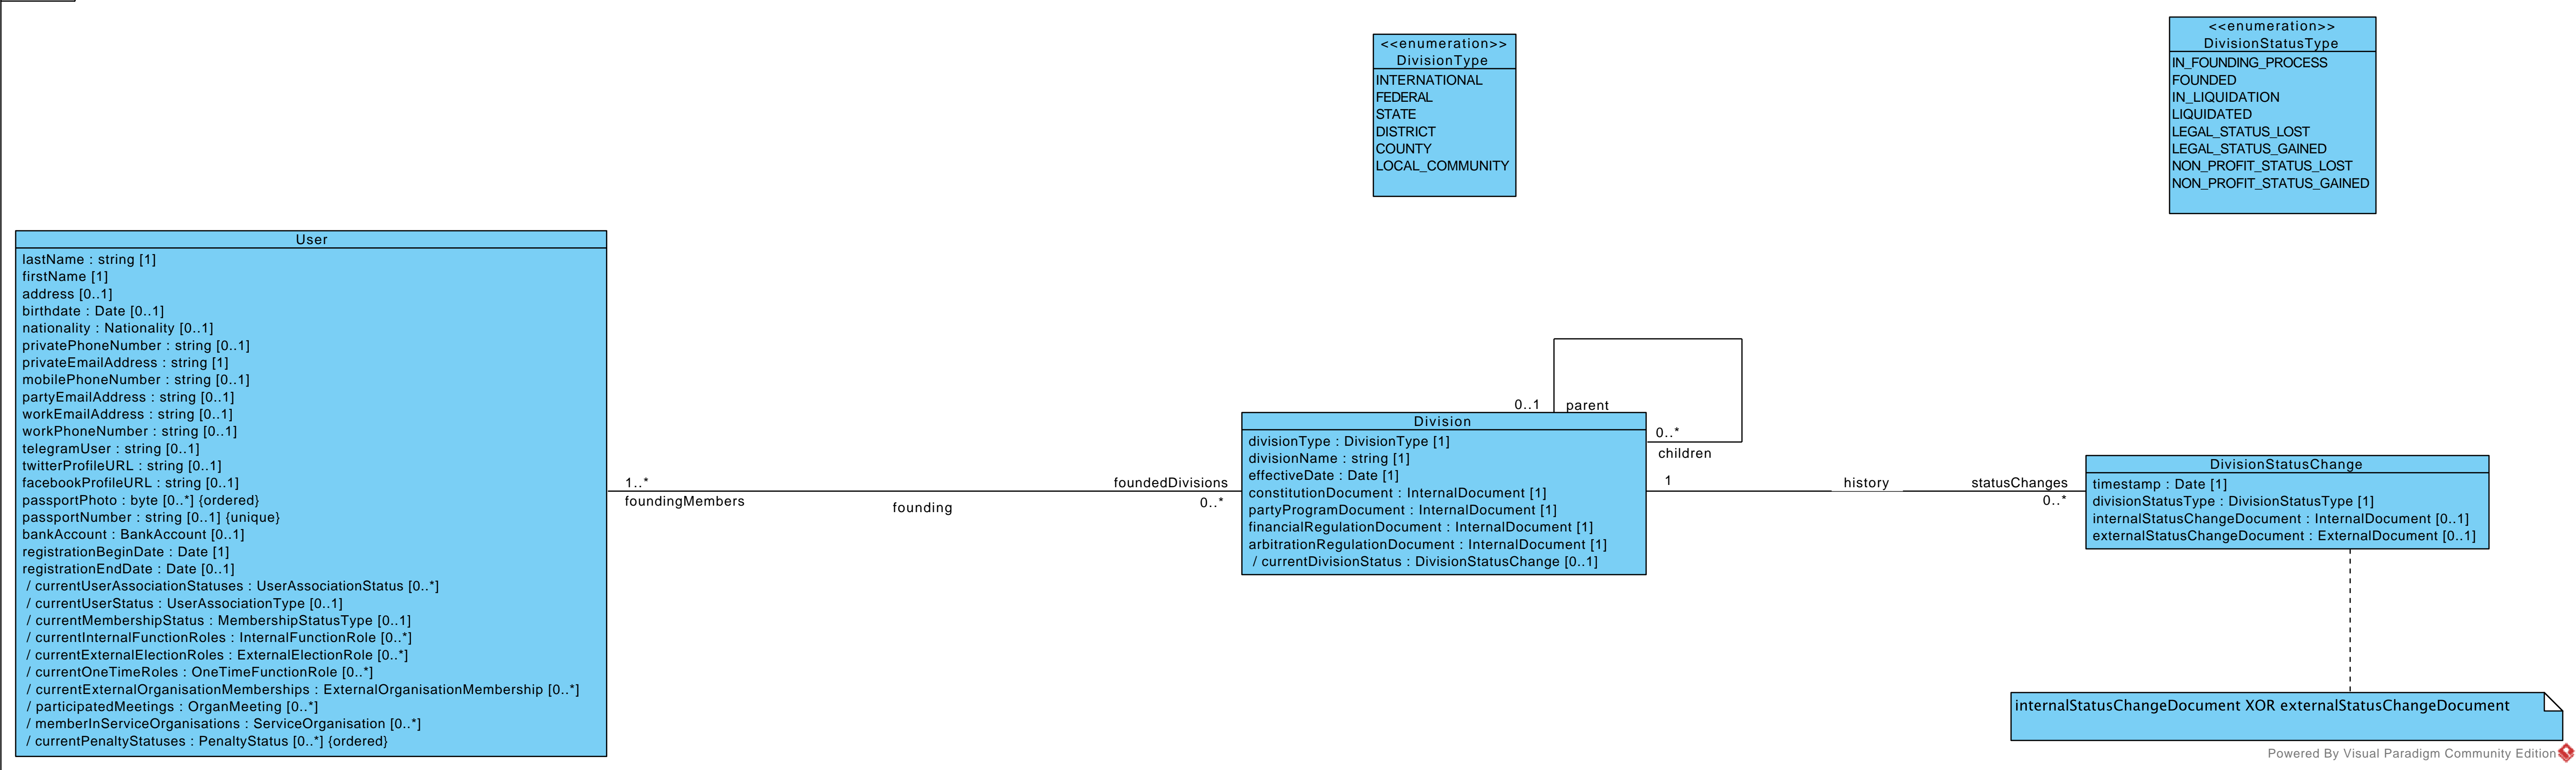 <<enumeration>>
DivisionType
INTERNATIONAL
FEDERAL
STATE
DISTRICT
COUNTY
LOCAL_COMMUNITY
<<enumeration>>
DivisionStatusType
IN_FOUNDING_PROCESS
FOUNDED
IN_LIQUIDATION
LIQUIDATED
LEGAL_STATUS_LOST
LEGAL_STATUS_GAINED
NON_PROFIT_STATUS_LOST
NON_PROFIT_STATUS_GAINED
User
lastName : string [1]
firstName [1]
address [0..1]
birthdate : Date [0..1]
nationality : Nationality [0..1]
privatePhoneNumber : string [0..1]
privateEmailAddress : string [1]
mobilePhoneNumber : string [0..1]
partyEmailAddress : string [0..1]
workEmailAddress : string [0..1]
workPhoneNumber : string [0..1]
telegramUser : string [0..1]
twitterProfileURL : string [0..1]
facebookProfileURL : string [0..1]
passportPhoto : byte [0..*] {ordered}
passportNumber : string [0..1] {unique}
bankAccount : BankAccount [0..1]
registrationBeginDate : Date [1]
registrationEndDate : Date [0..1]
/ currentUserAssociationStatuses : UserAssociationStatus [0..*]
/ currentUserStatus : UserAssociationType [0..1]
/ currentMembershipStatus : MembershipStatusType [0..1]
/ currentInternalFunctionRoles : InternalFunctionRole [0..*]
/ currentExternalElectionRoles : ExternalElectionRole [0..*]
/ currentOneTimeRoles : OneTimeFunctionRole [0..*]
/ currentExternalOrganisationMemberships : ExternalOrganisationMembership [0..*]
/ participatedMeetings : OrganMeeting [0..*]
/ memberInServiceOrganisations : ServiceOrganisation [0..*]
/ currentPenaltyStatuses : PenaltyStatus [0..*] {ordered}
1..*
foundingMembers
founding
foundedDivisions
0..*
0..1
parent
0..*
children
Division
divisionType : DivisionType [1]
divisionName : string [1]
effectiveDate : Date [1]
constitutionDocument : InternalDocument [1]
partyProgramDocument : InternalDocument [1]
financialRegulationDocument : InternalDocument [1]
arbitrationRegulationDocument : InternalDocument [1]
/ currentDivisionStatus : DivisionStatusChange [0..1]
1
history
statusChanges
0..*
DivisionStatusChange
timestamp : Date [1]
divisionStatusType : DivisionStatusType [1]
internalStatusChangeDocument : InternalDocument [0..1]
externalStatusChangeDocument : ExternalDocument [0..1]
internalStatusChangeDocument XOR externalStatusChangeDocument
Powered By Visual Paradigm Community Edition